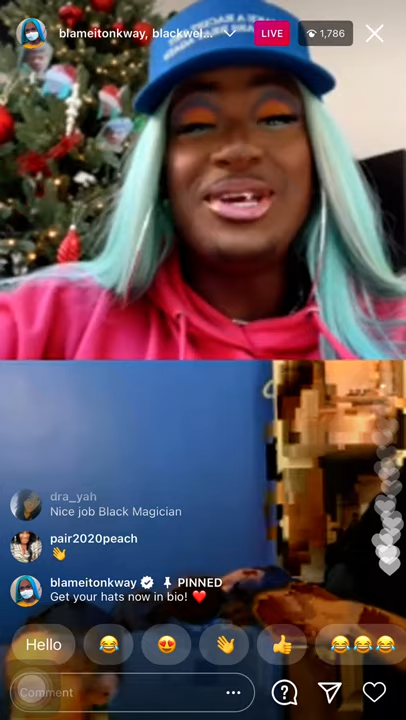 blameitonkway, blackwel...
LIVE
1,786
dra_yah
Nice job Black Magician
pair2020peach
👋
blameitonkway PINNED
Get your hats now in bio! ❤️
Hello 😂 😍 👋 👍 😂😂😂
Comment